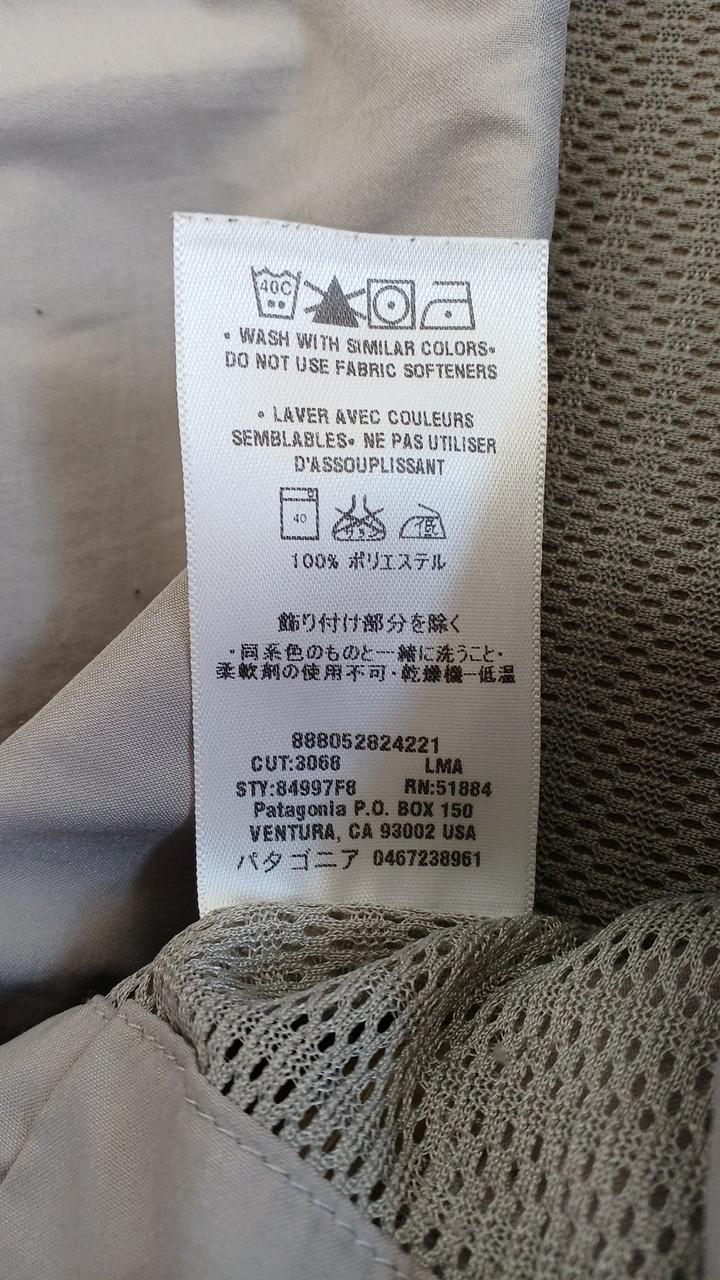 40C
• WASH WITH SIMILAR COLORS•
DO NOT USE FABRIC SOFTENERS
• LAVER AVEC COULEURS
SEMBLABLES• NE PAS UTILISER
D'ASSOUPLISSANT
40 低
100% ポリエステル
飾り付け部分を除く
・同系色のものと一緒に洗うこと・
柔軟剤の使用不可・乾燥機一低温
888052824221
CUT:3068 LMA
STY:84997F8 RN:51884
Patagonia P.O. BOX 150
VENTURA, CA 93002 USA
パタゴニア 0467238961